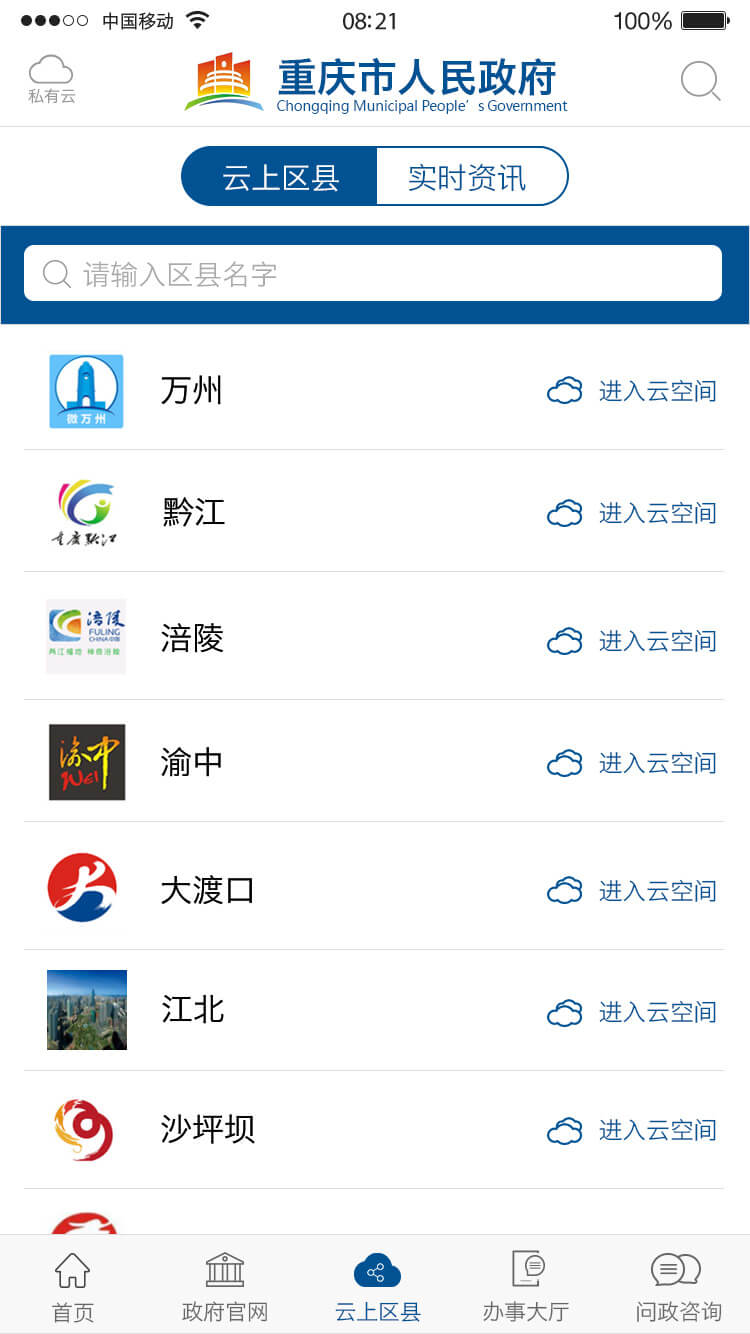 中国移动
08:21
100%
私有云
重庆市人民政府
Chongqing Municipal People's Government
云上区县
实时资讯
请输入区县名字
微万州
万州
进入云空间
重庆黔江
黔江
进入云空间
涪陵
FULING
CHINA·中国
涪陵
进入云空间
渝中
Wei
渝中
进入云空间
大渡口
进入云空间
江北
进入云空间
沙坪坝
进入云空间
首页
政府官网
云上区县
办事大厅
问政咨询